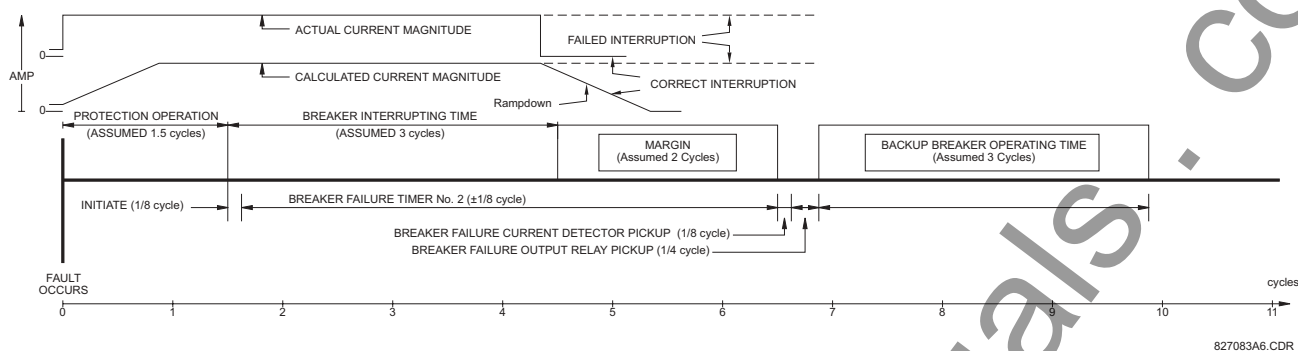 ACTUAL CURRENT MAGNITUDE
FAILED INTERRUPTION
0
AMP
CALCULATED CURRENT MAGNITUDE
CORRECT INTERRUPTION
Rampdown
0
PROTECTION OPERATION
(ASSUMED 1.5 cycles)
BREAKER INTERRUPTING TIME
(ASSUMED 3 cycles)
MARGIN
(Assumed 2 Cycles)
BACKUP BREAKER OPERATING TIME
(Assumed 3 Cycles)
INITIATE (1/8 cycle)
BREAKER FAILURE TIMER No. 2 (±1/8 cycle)
BREAKER FAILURE CURRENT DETECTOR PICKUP (1/8 cycle)
BREAKER FAILURE OUTPUT RELAY PICKUP (1/4 cycle)
FAULT
OCCURS
cycles
0 1 2 3 4 5 6 7 8 9 10 11
827083A6.CDR
als . co